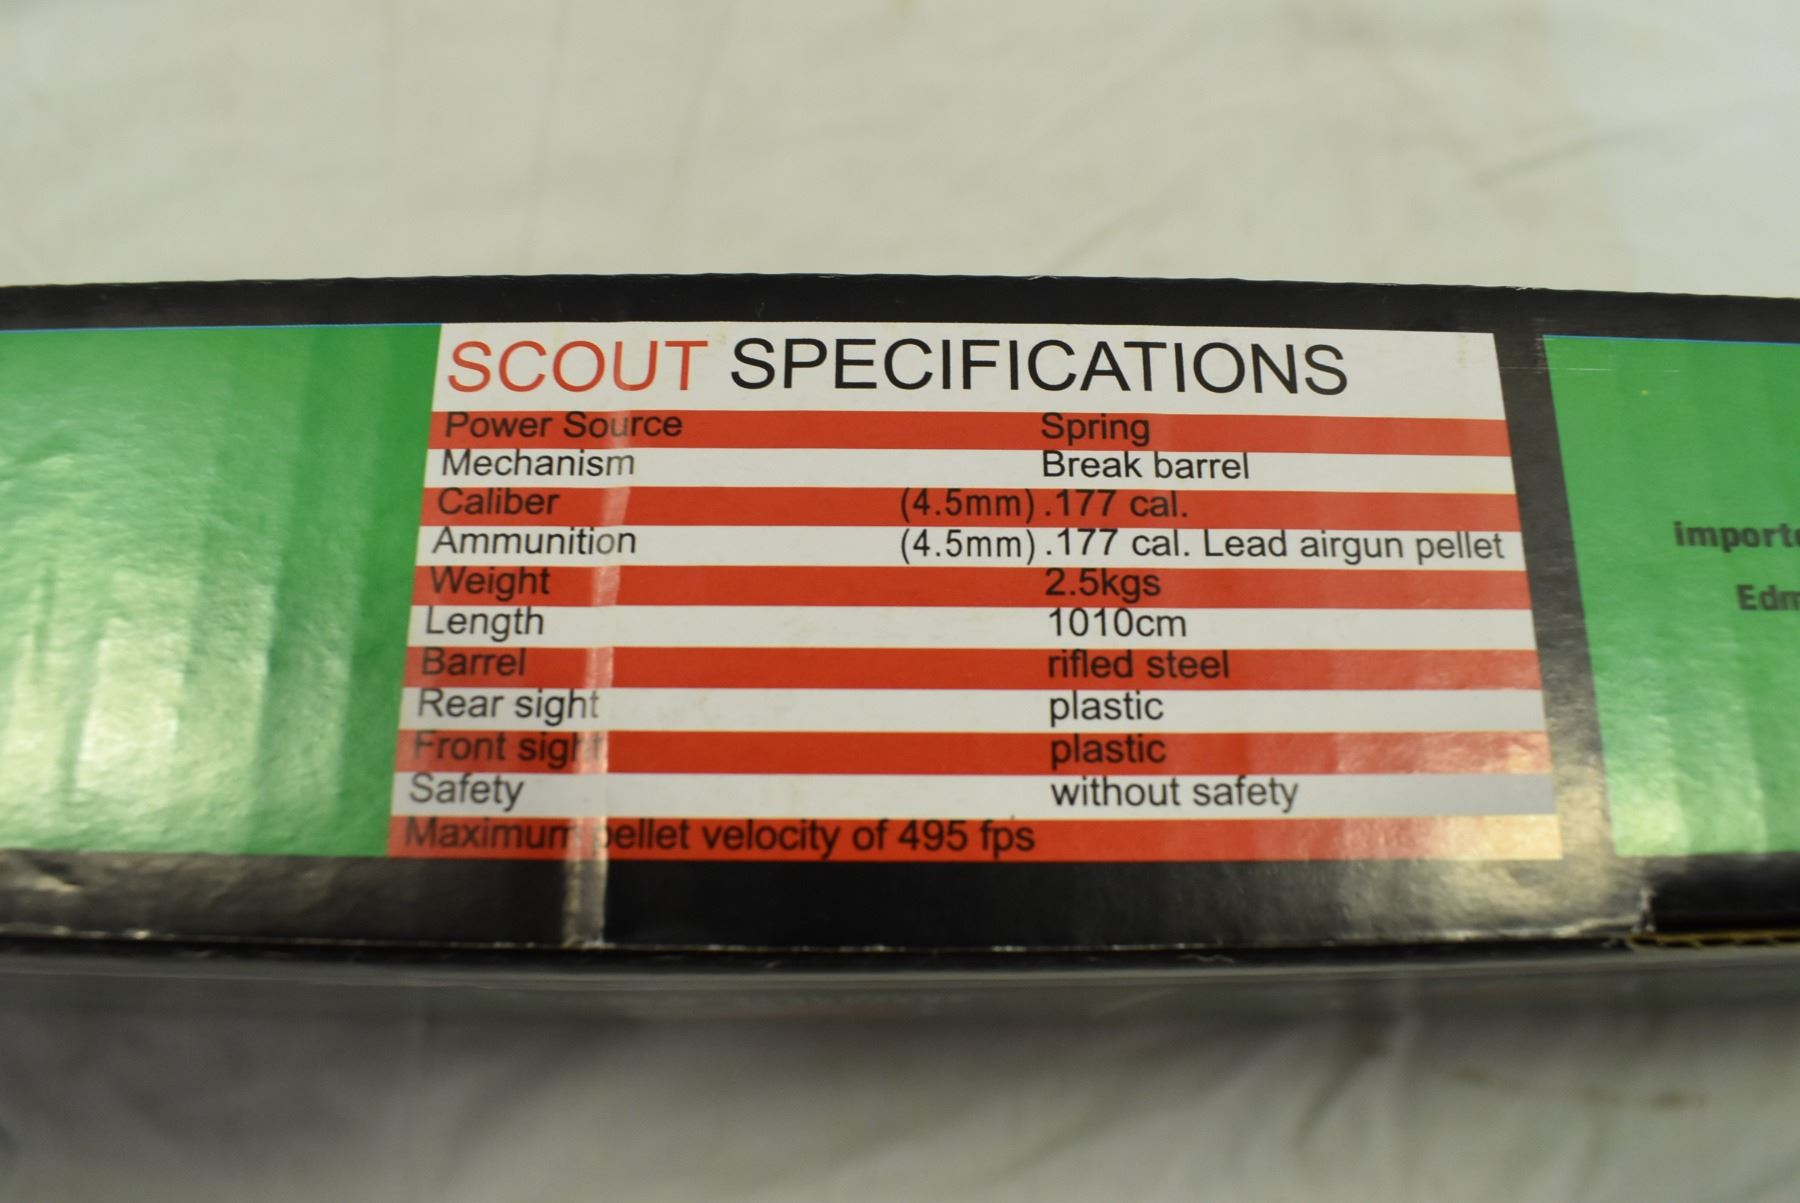 SCOUT SPECIFICATIONS
Power Source Spring
Mechanism Break barrel
Caliber (4.5mm) .177 cal.
Ammunition (4.5mm) .177 cal. Lead airgun pellet
Weight 2.5kgs
Length 1010cm
Barrel rifled steel
Rear sight plastic
Front sight plastic
Safety without safety
Maximum pellet velocity of 495 fps
importe
Edm